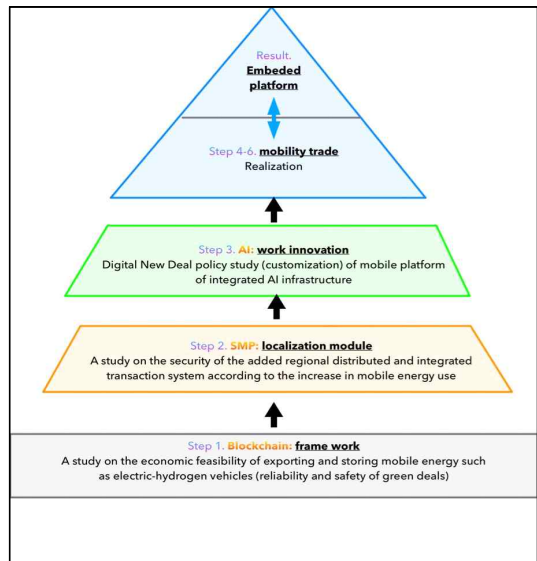 Result.
Embeded
platform
Step 4-6. mobility trade
Realization
Step 3. AI: work innovation
Digital New Deal policy study (customization) of mobile platform
of integrated AI infrastructure
Step 2. SMP: localization module
A study on the security of the added regional distributed and integrated
transaction system according to the increase in mobile energy use
Step 1. Blockchain: frame work
A study on the economic feasibility of exporting and storing mobile energy such
as electric-hydrogen vehicles (reliability and safety of green deals)